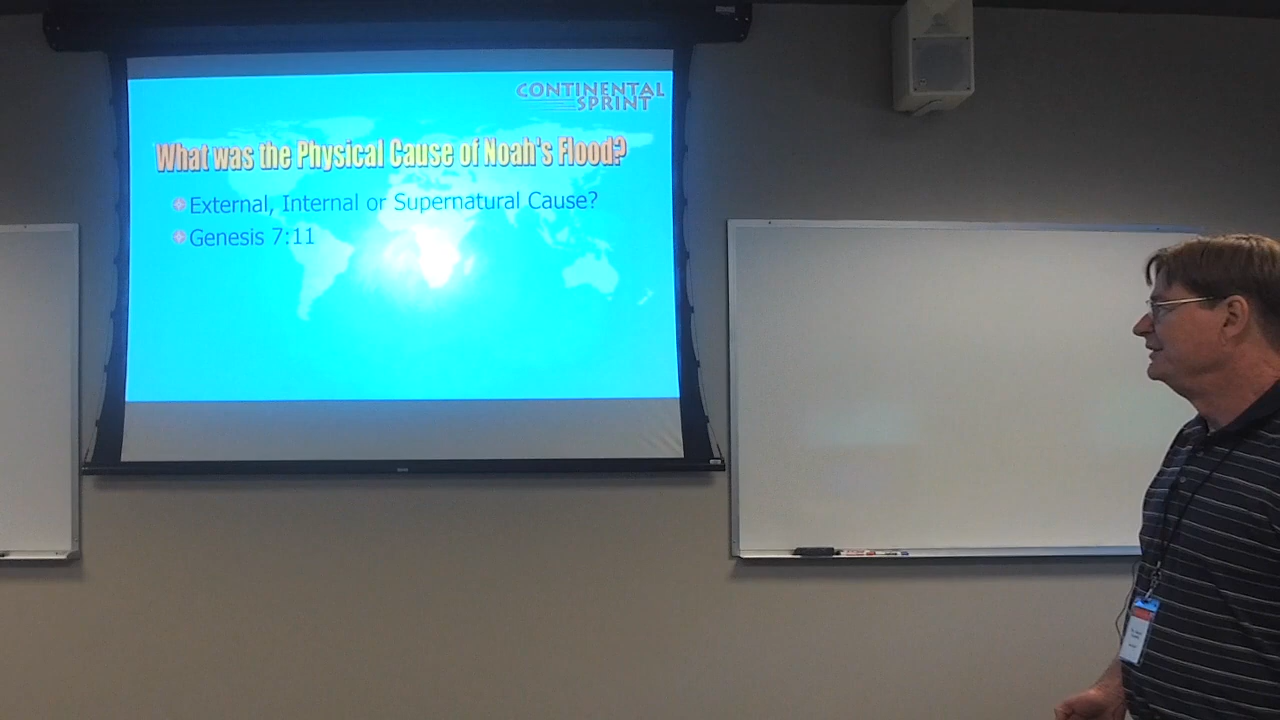 CONTINENTAL
SPRINT
What was the Physical Cause of Noah's Flood?
External, Internal or Supernatural Cause?
Genesis 7:11